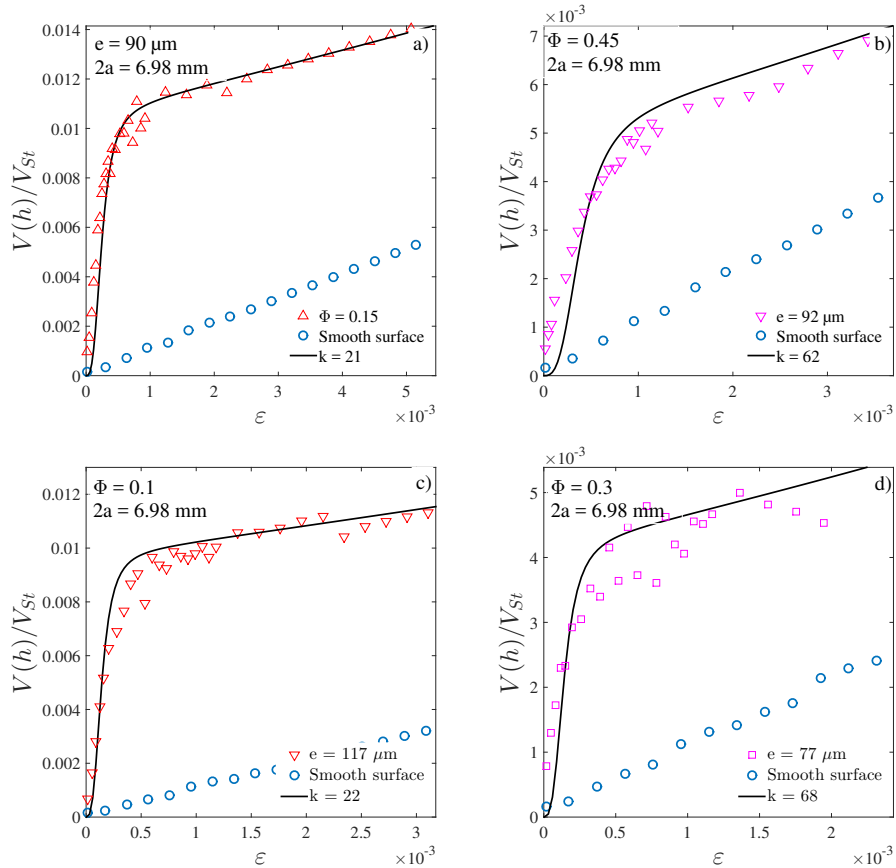 e = 90 μm
2a = 6.98 mm
a)
0.014
0.012
0.01
0.008
0.006
0.004
0.002
0
V(h)/V_St
Φ = 0.15
Smooth surface
k = 21
0 1 2 3 4 5
ε
×10⁻³
×10⁻³
Φ = 0.45
2a = 6.98 mm
b)
7
6
5
4
3
2
1
0
V(h)/V_St
e = 92 μm
Smooth surface
k = 62
0 1 2 3
ε
×10⁻³
Φ = 0.1
2a = 6.98 mm
c)
0.012
0.01
0.008
0.006
0.004
0.002
0
V(h)/V_St
e = 117 μm
Smooth surface
k = 22
0 0.5 1 1.5 2 2.5 3
ε
×10⁻³
×10⁻³
Φ = 0.3
2a = 6.98 mm
d)
5
4
3
2
1
0
V(h)/V_St
e = 77 μm
Smooth surface
k = 68
0 0.5 1 1.5 2
ε
×10⁻³